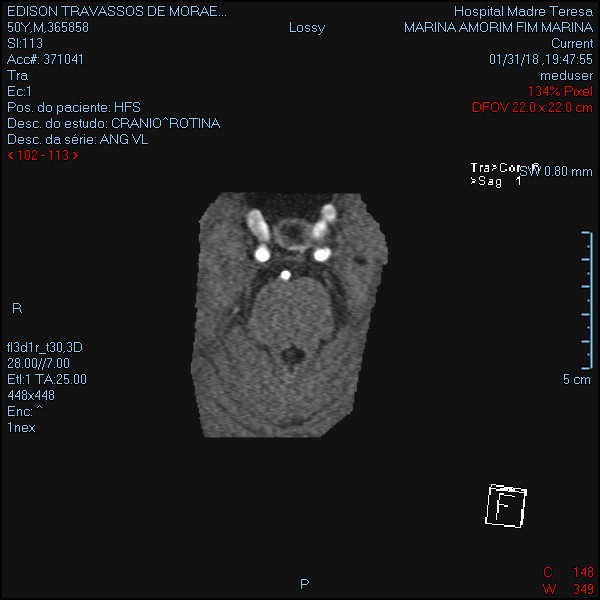 EDISON TRAVASSOS DE MORAE...
50Y,M,365858
Sl:113
Acc#: 371041
Tra
Ec:1
Pos. do paciente: HFS
Desc. do estudo: CRANIO^ROTINA
Desc. da série: ANG VL
< 102 - 113 >
Lossy
Hospital Madre Teresa
MARINA AMORIM FIM MARINA
Current
01/31/18 ,19:47:55
meduser
134% Pixel
DFOV 22.0 x 22.0 cm
Tra>Cor
SW 0.80 mm
>Sag 1
R
5 cm
fl3d1r_t30,3D
28.00//7.00
Etl:1 TA:25.00
448x448
Enc: ^
1nex
F
P
C 148
W 349